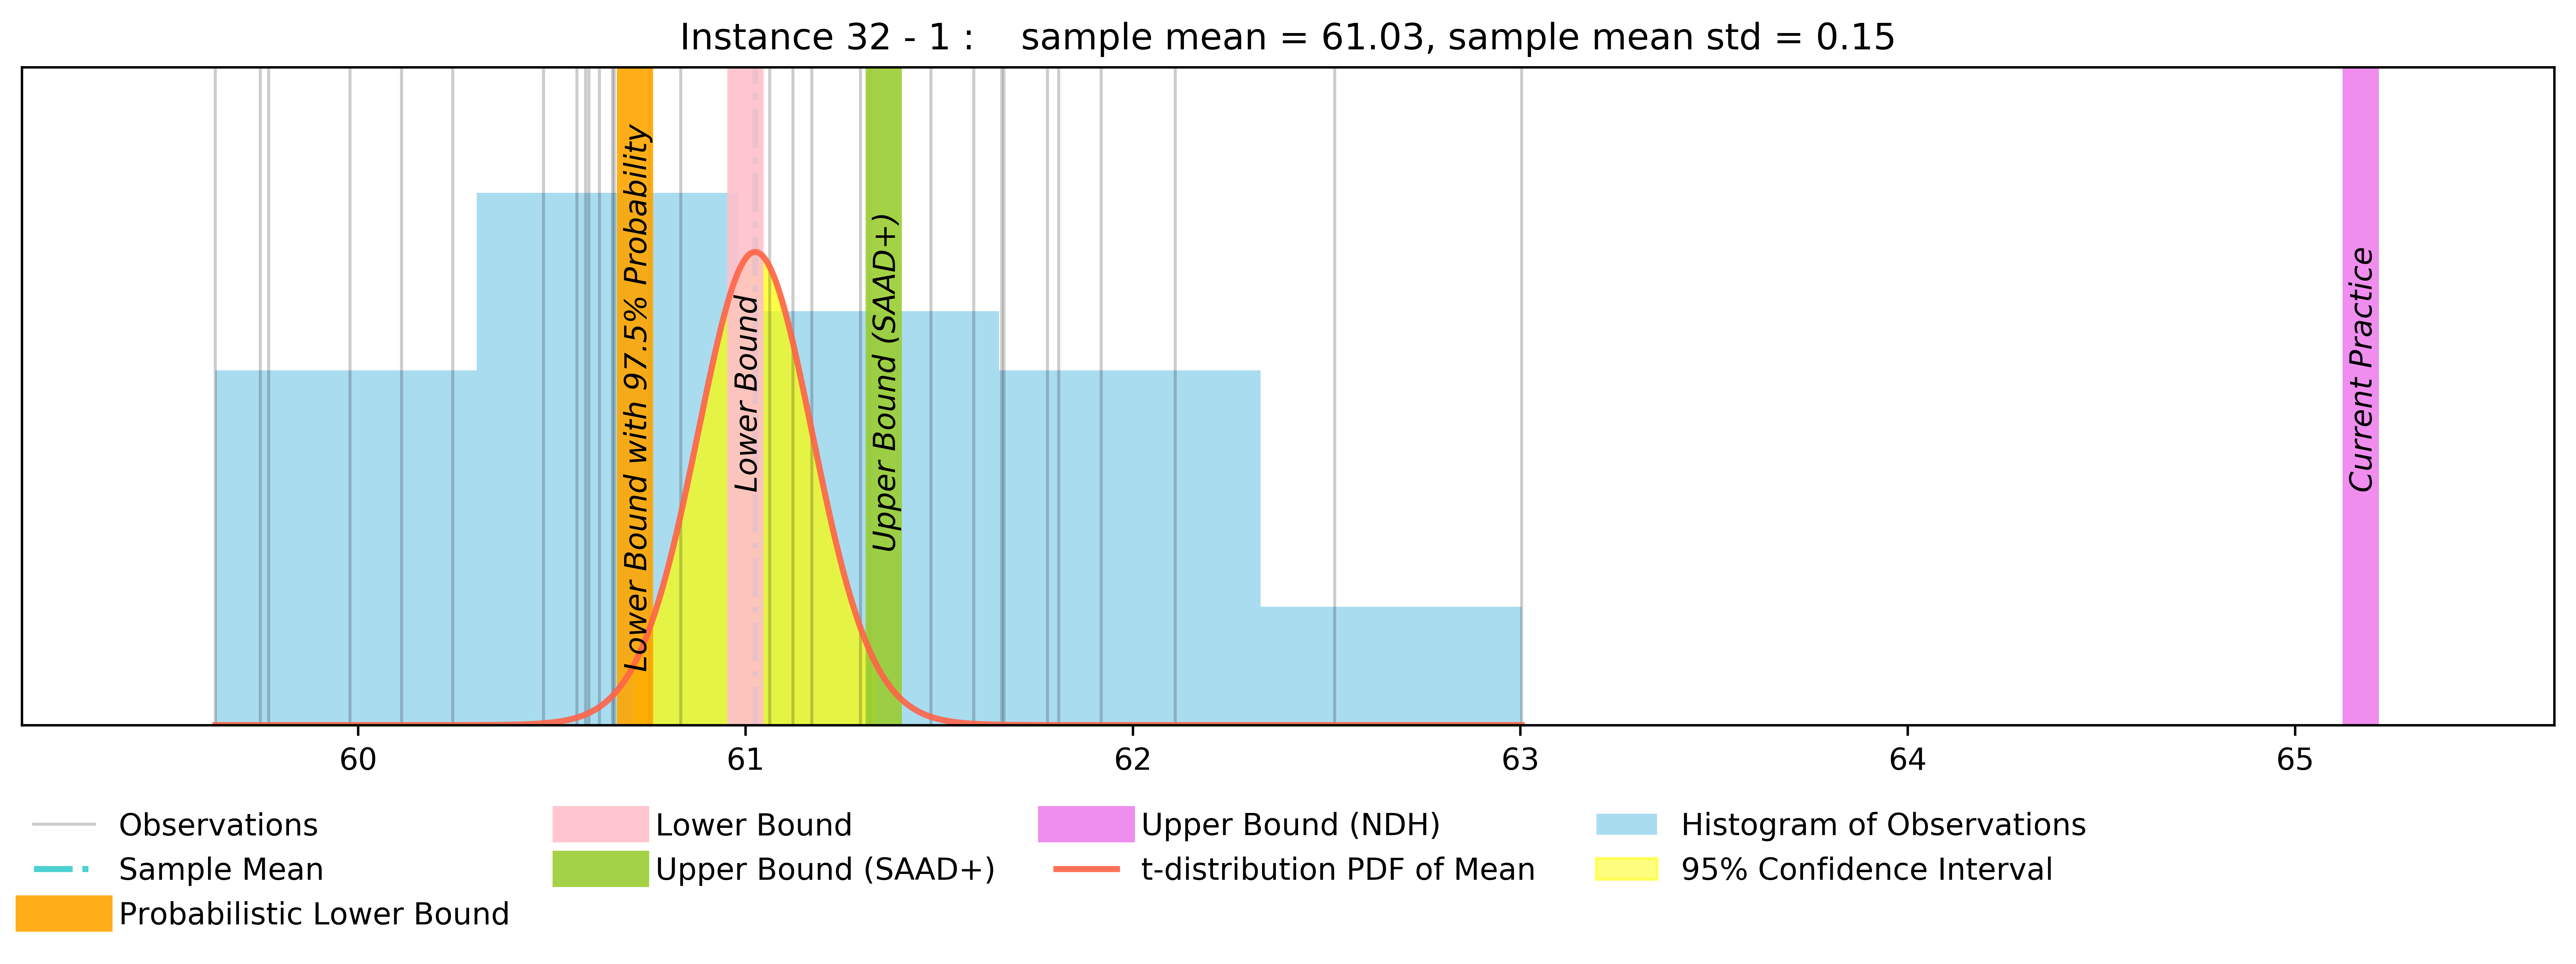 Instance 32 - 1 :    sample mean = 61.03, sample mean std = 0.15
Lower Bound with 97.5% Probability
Lower Bound
Upper Bound (SAAD+)
Current Practice
60
61
62
63
64
65
Observations
Sample Mean
Probabilistic Lower Bound
Lower Bound
Upper Bound (SAAD+)
Upper Bound (NDH)
t-distribution PDF of Mean
Histogram of Observations
95% Confidence Interval